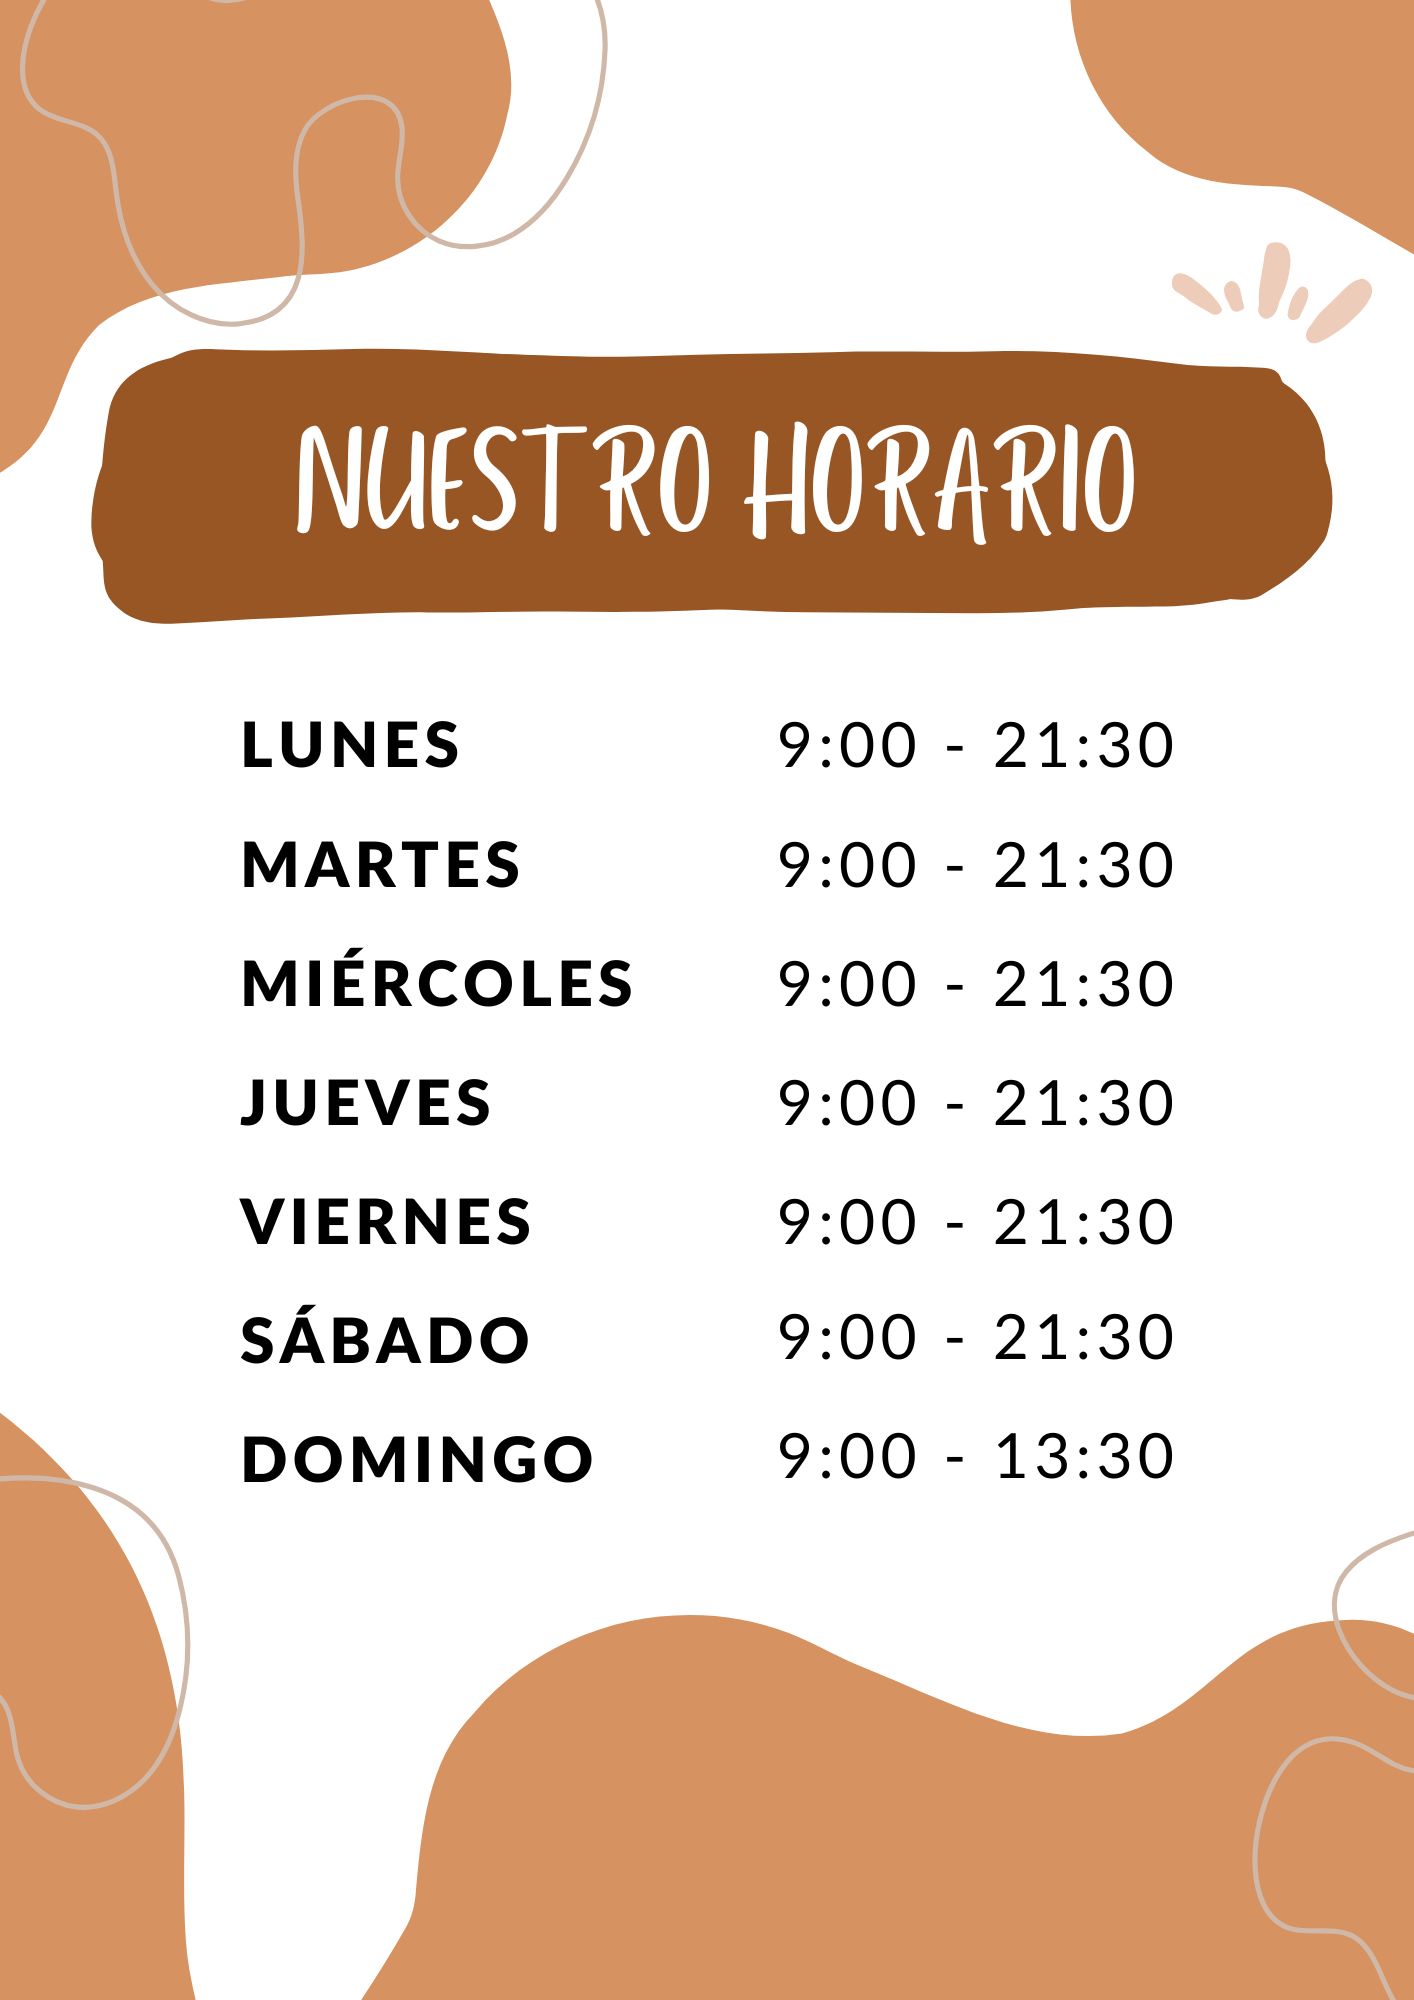 NUESTRO HORARIO
LUNES 9:00 - 21:30
MARTES 9:00 - 21:30
MIÉRCOLES 9:00 - 21:30
JUEVES 9:00 - 21:30
VIERNES 9:00 - 21:30
SÁBADO 9:00 - 21:30
DOMINGO 9:00 - 13:30